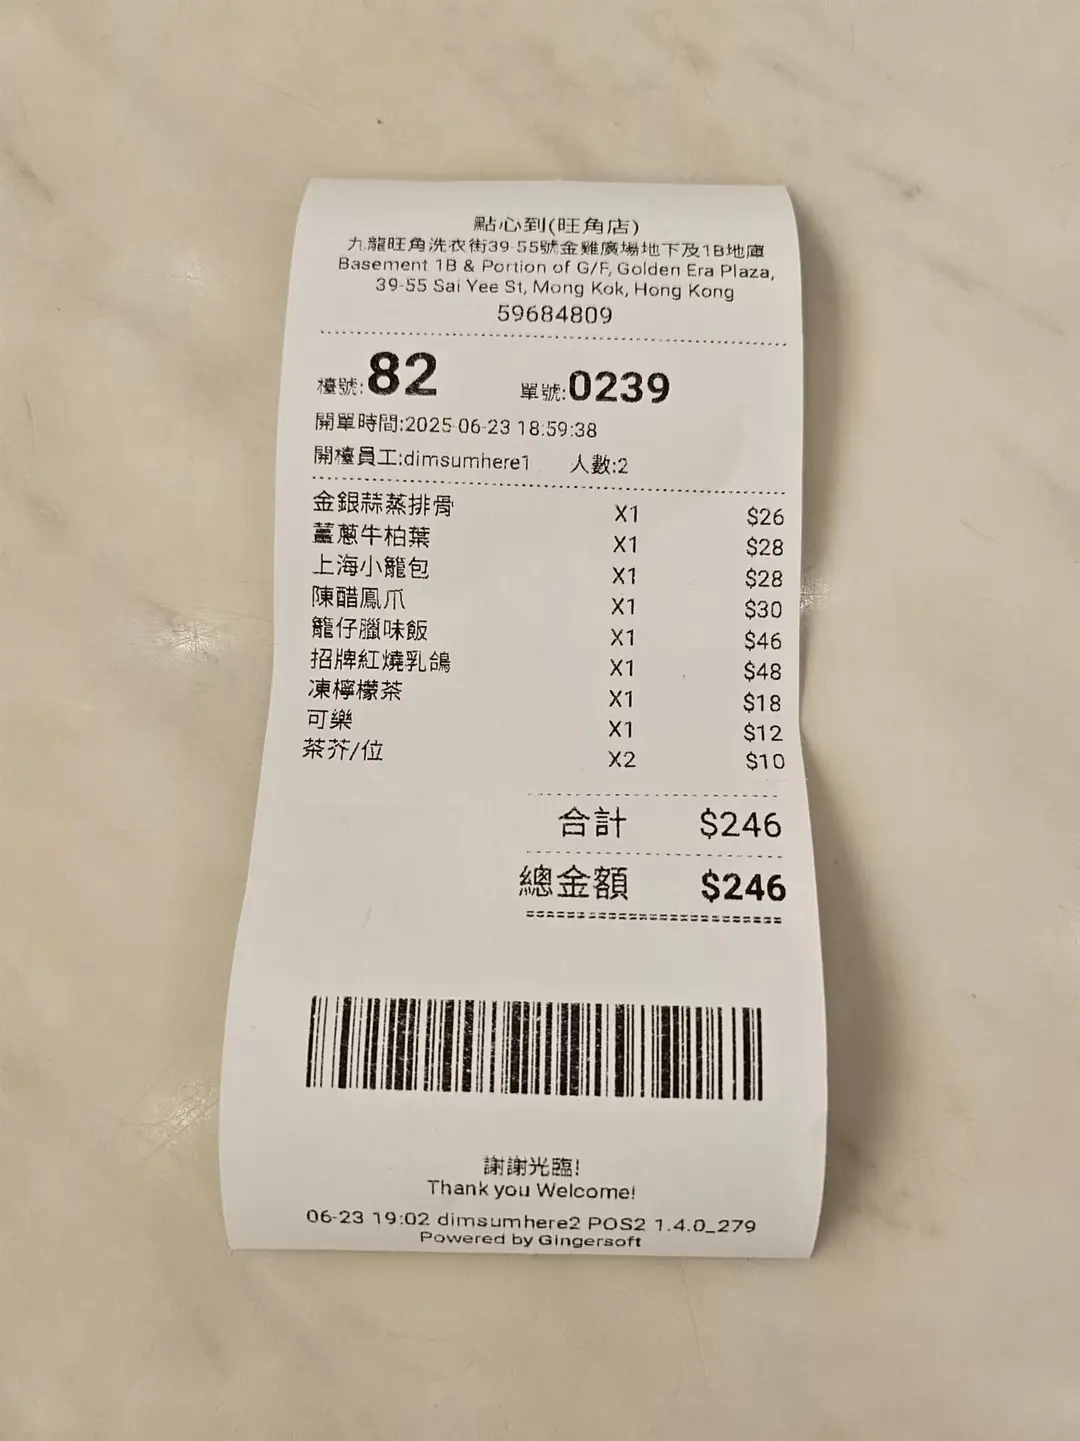 點心到(旺角店)
九龍旺角洗衣街39-55號金雞廣場地下及1B地庫
Basement 1B & Portion of G/F, Golden Era Plaza,
39-55 Sai Yee St, Mong Kok, Hong Kong
59684809
檯號:82 單號:0239
開單時間:2025-06-23 18:59:38
開檯員工:dimsumhere1 人數:2
金銀蒜蒸排骨 X1 $26
薑蔥牛柏葉 X1 $28
上海小籠包 X1 $28
陳醋鳳爪 X1 $30
籠仔臘味飯 X1 $46
招牌紅燒乳鴿 X1 $48
凍檸檬茶 X1 $18
可樂 X1 $12
茶芥/位 X2 $10
合計 $246
總金額 $246
謝謝光臨!
Thank you Welcome!
06-23 19:02 dimsumhere2 POS2 1.4.0_279
Powered by Gingersoft